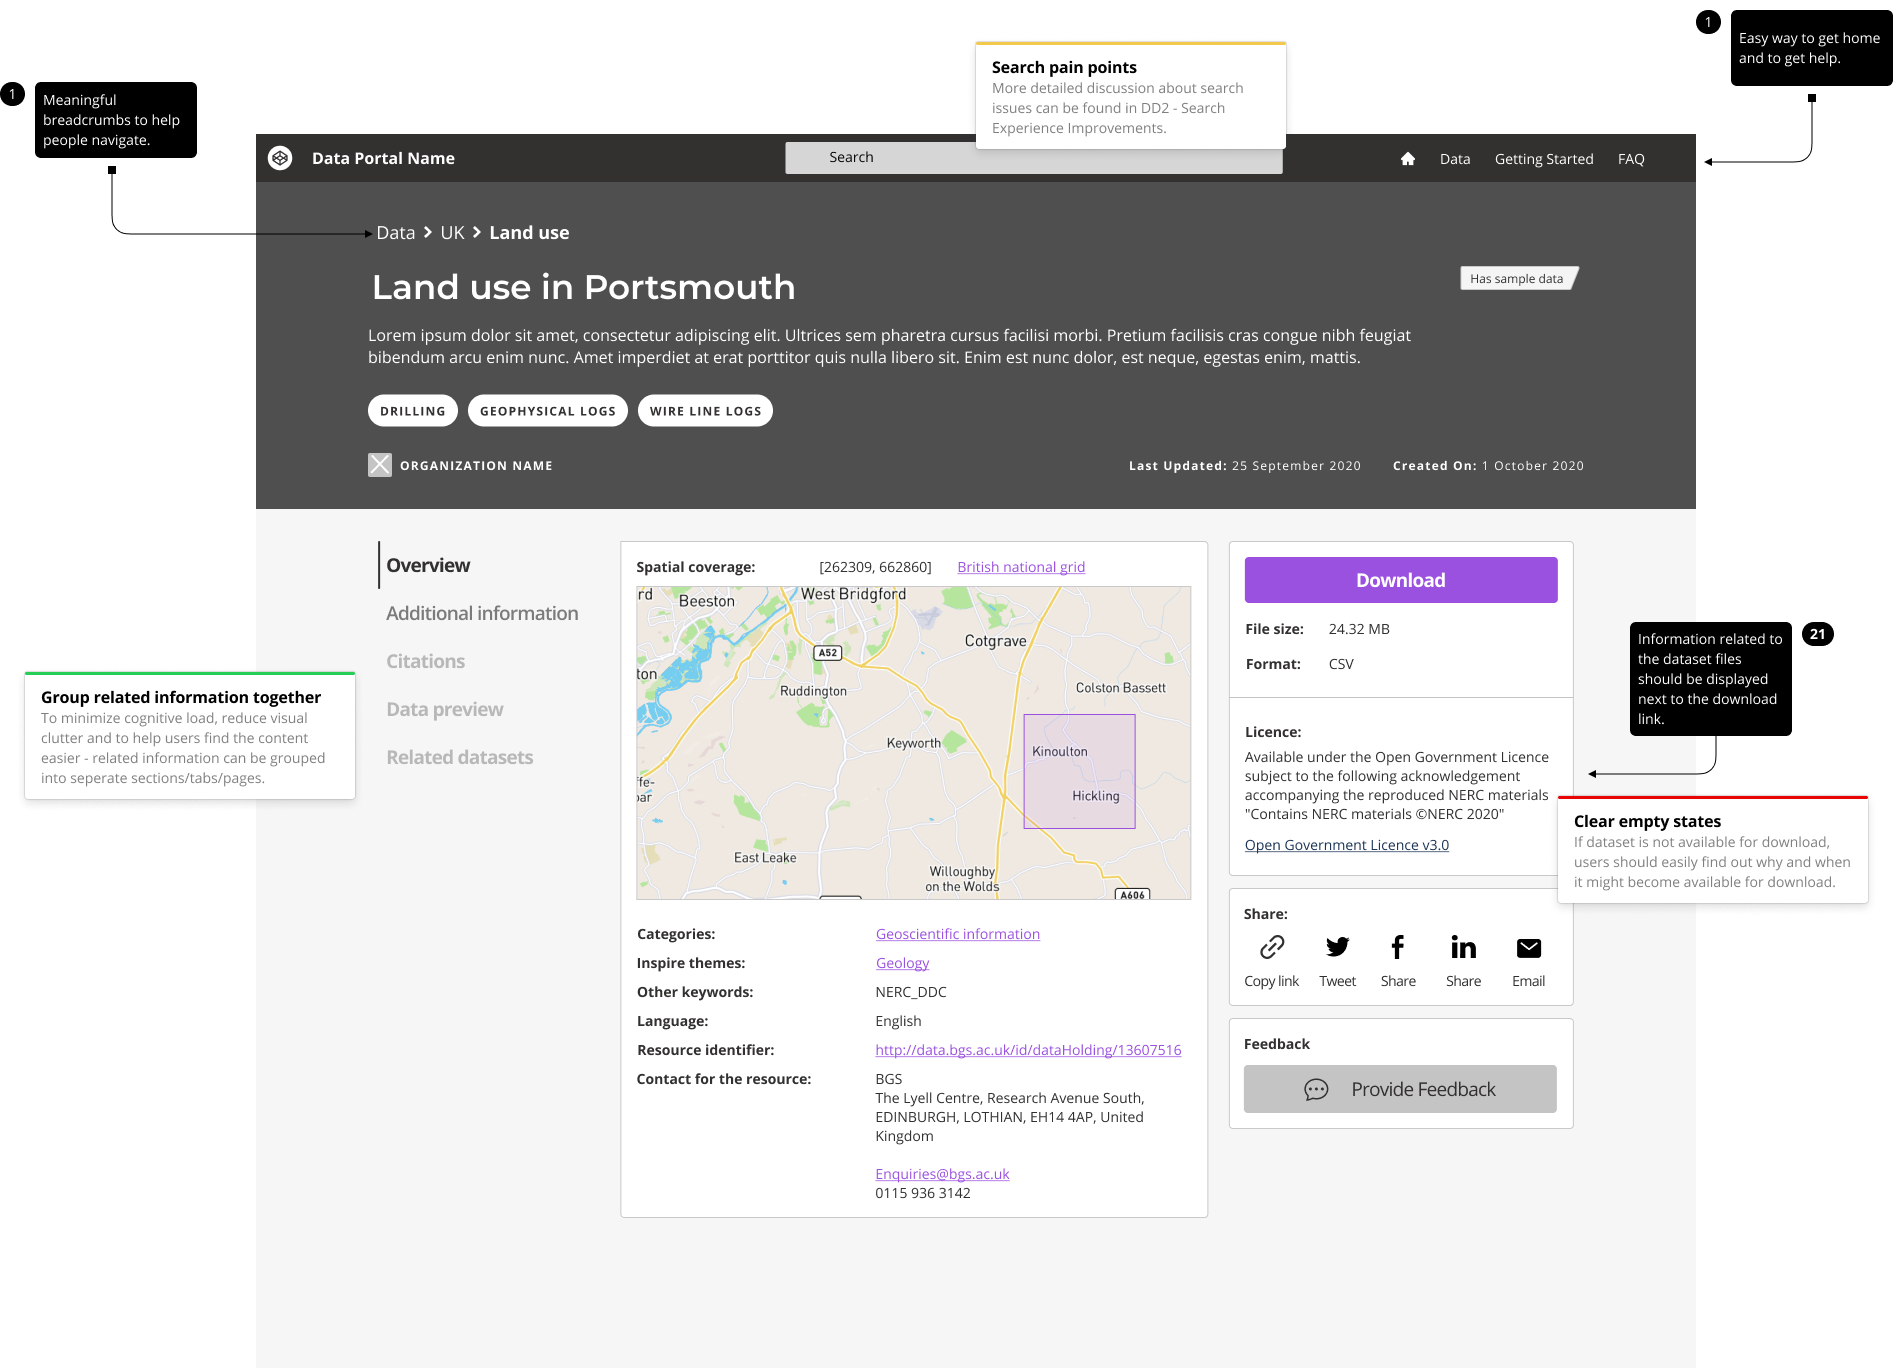 1
Easy way to get home
and to get help.
Search pain points
More detailed discussion about search
issues can be found in DD2 - Search
Experience Improvements.
1
Meaningful
breadcrumbs to help
people navigate.
Data Portal Name
Search
Data
Getting Started
FAQ
Data > UK > Land use
Land use in Portsmouth
Has sample data
Lorem ipsum dolor sit amet, consectetur adipiscing elit. Ultrices sem pharetra cursus facilisi morbi. Pretium facilisis cras congue nibh feugiat
bibendum arcu enim nunc. Amet imperdiet at erat porttitor quis nulla libero sit. Enim est nunc dolor, est neque, egestas enim, mattis.
DRILLING
GEOPHYSICAL LOGS
WIRE LINE LOGS
ORGANIZATION NAME
Last Updated: 25 September 2020
Created On: 1 October 2020
Overview
Additional information
Citations
Data preview
Related datasets
Group related information together
To minimize cognitive load, reduce visual
clutter and to help users find the content
easier - related information can be grouped
into seperate sections/tabs/pages.
Spatial coverage: [262309, 662860] British national grid
rd
Beeston
West Bridgford
Cotgrave
A52
ton
Ruddington
Colston Bassett
Keyworth
Kinoulton
ffe-
oar
Hickling
East Leake
Willoughby
on the Wolds
A606
Categories: Geoscientific information
Inspire themes: Geology
Other keywords: NERC_DDC
Language: English
Resource identifier: http://data.bgs.ac.uk/id/dataHolding/13607516
Contact for the resource: BGS
The Lyell Centre, Research Avenue South,
EDINBURGH, LOTHIAN, EH14 4AP, United
Kingdom
Enquiries@bgs.ac.uk
0115 936 3142
Download
File size: 24.32 MB
Format: CSV
Licence:
Available under the Open Government Licence
subject to the following acknowledgement
accompanying the reproduced NERC materials
"Contains NERC materials ©NERC 2020"
Open Government Licence v3.0
Share:
Copy link
Tweet
Share
Share
Email
Feedback
Provide Feedback
21
Information related to
the dataset files
should be displayed
next to the download
link.
Clear empty states
If dataset is not available for download,
users should easily find out why and when
it might become available for download.